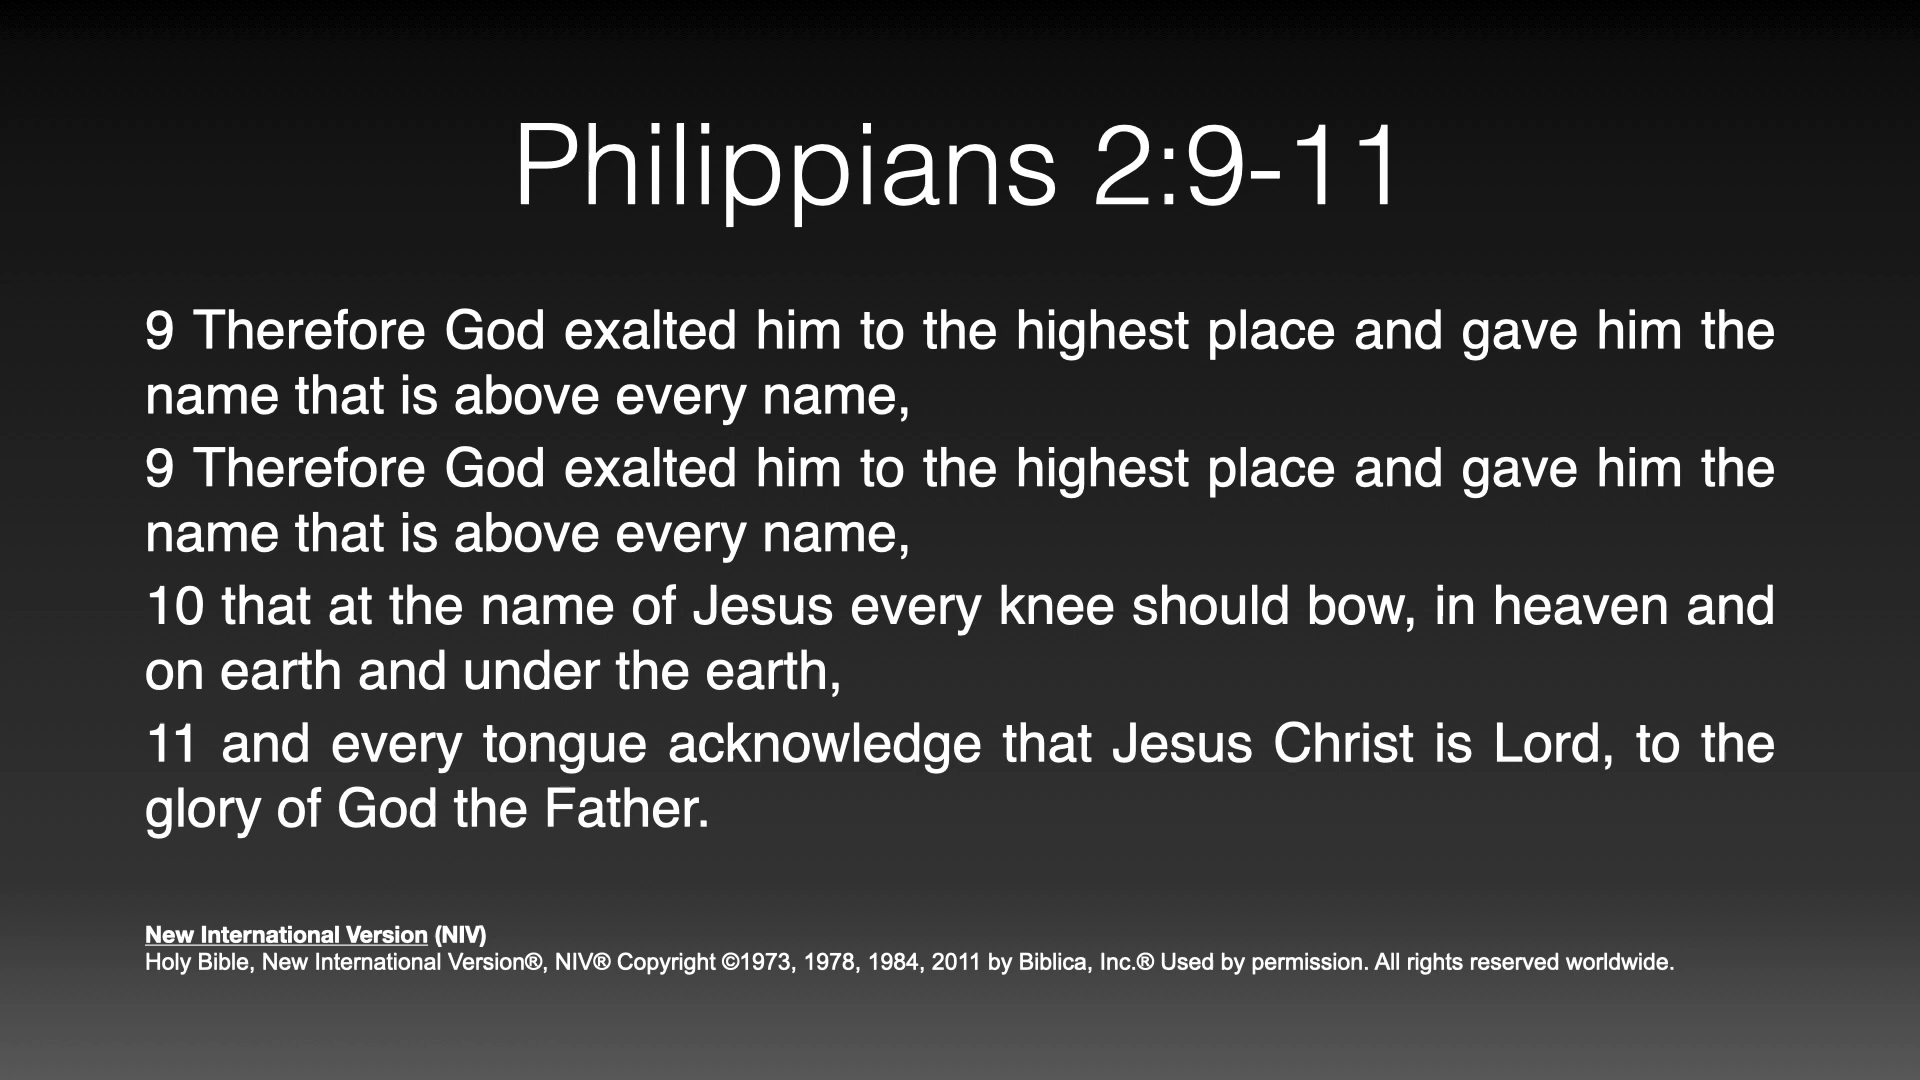 Philippians 2:9-11
9 Therefore God exalted him to the highest place and gave him the
name that is above every name,
9 Therefore God exalted him to the highest place and gave him the
name that is above every name,
10 that at the name of Jesus every knee should bow, in heaven and
on earth and under the earth,
11 and every tongue acknowledge that Jesus Christ is Lord, to the
glory of God the Father.
New International Version (NIV)
Holy Bible, New International Version®, NIV® Copyright ©1973, 1978, 1984, 2011 by Biblica, Inc.® Used by permission. All rights reserved worldwide.